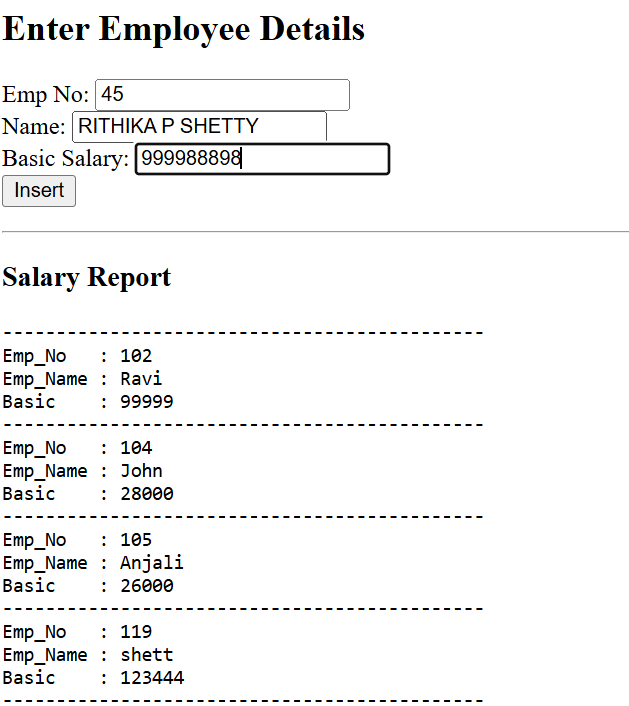 Enter Employee Details
Emp No: 45
Name: RITHIKA P SHETTY
Basic Salary: 999988898
Insert
Salary Report
---------------------------------------------
Emp_No   : 102
Emp_Name : Ravi
Basic    : 99999
---------------------------------------------
Emp_No   : 104
Emp_Name : John
Basic    : 28000
---------------------------------------------
Emp_No   : 105
Emp_Name : Anjali
Basic    : 26000
---------------------------------------------
Emp_No   : 119
Emp_Name : shett
Basic    : 123444
---------------------------------------------